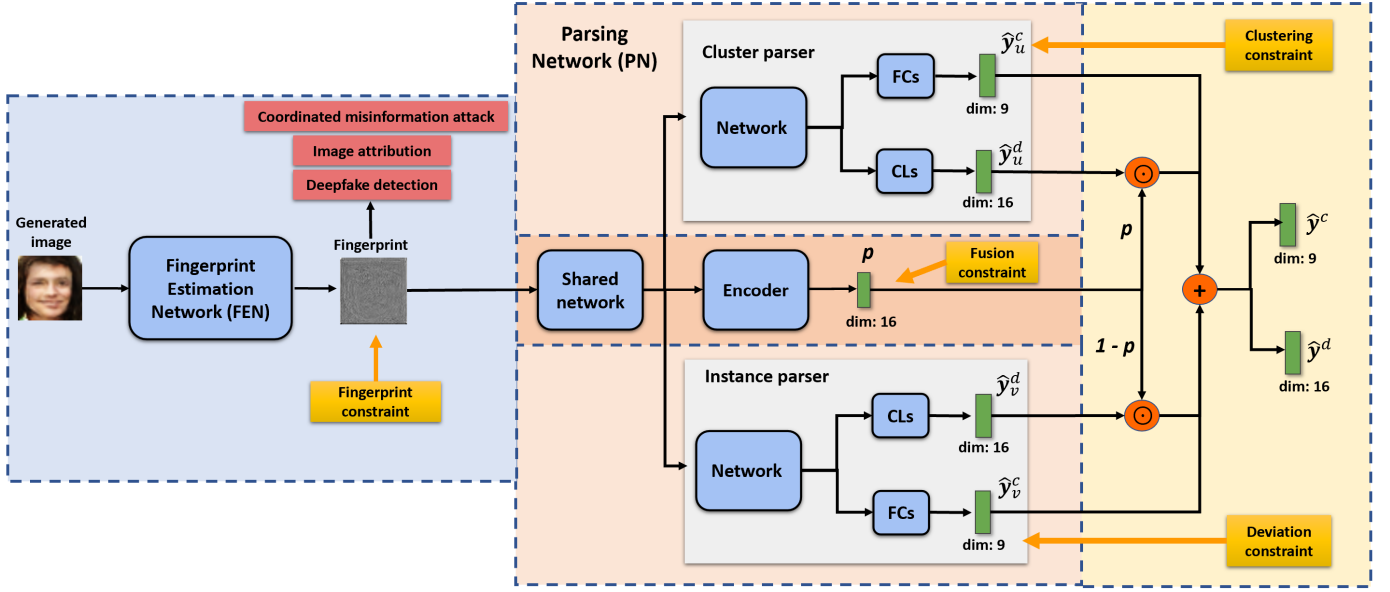 Parsing
Network (PN)
Cluster parser
Network
FCs
CLs
ŷ_u^c
dim: 9
ŷ_u^d
dim: 16
Clustering
constraint
Coordinated misinformation attack
Image attribution
Deepfake detection
Generated
image
Fingerprint
Estimation
Network (FEN)
Fingerprint
Fingerprint
constraint
Shared
network
Encoder
p
dim: 16
Fusion
constraint
p
1 - p
⊙
+
⊙
ŷ^c
dim: 9
ŷ^d
dim: 16
Instance parser
Network
CLs
FCs
ŷ_v^d
dim: 16
ŷ_v^c
dim: 9
Deviation
constraint